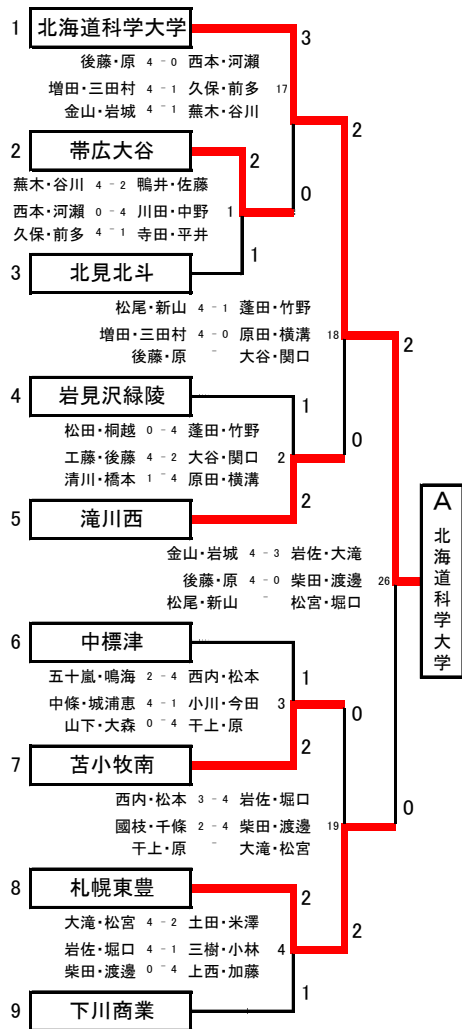 1 北海道科学大学 3
後藤・原 4-0 西本・河瀬
増田・三田村 4-1 久保・前多 17
金山・岩城 4-1 蕪木・谷川
2 帯広大谷 2 0
蕪木・谷川 4-2 鴨井・佐藤
西本・河瀬 0-4 川田・中野 1
久保・前多 4-1 寺田・平井
3 北見北斗 1
2
松尾・新山 4-1 蓬田・竹野
増田・三田村 4-0 原田・横溝 18
後藤・原 - 大谷・関口
2
4 岩見沢緑陵 1 0
松田・桐越 0-4 蓬田・竹野
工藤・後藤 4-2 大谷・関口 2
清川・橋本 1-4 原田・横溝
5 滝川西 2
金山・岩城 4-3 岩佐・大滝
後藤・原 4-0 柴田・渡邊 26
松尾・新山 - 松宮・堀口
A 北海道科学大学
6 中標津 1
五十嵐・鳴海 2-4 西内・松本
中條・城浦恵 4-1 小川・今田 3
山下・大森 0-4 干上・原
7 苫小牧南 2 0
0
西内・松本 3-4 岩佐・堀口
國枝・千條 2-4 柴田・渡邊 19
干上・原 - 大滝・松宮
8 札幌東豊 2 2
大滝・松宮 4-2 土田・米澤
岩佐・堀口 4-1 三樹・小林 4
柴田・渡邊 0-4 上西・加藤
9 下川商業 1